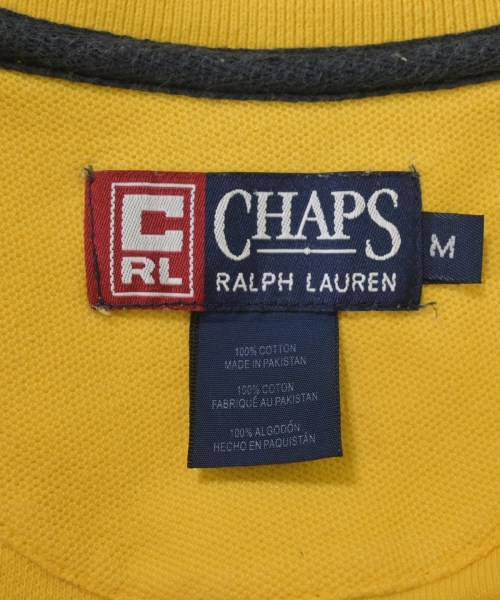 C
RL
CHAPS
RALPH LAUREN
M
100% COTTON
MADE IN PAKISTAN
100% COTON
FABRIQUÉ AU PAKISTAN
100% ALGODÓN
HECHO EN PAQUISTÁN